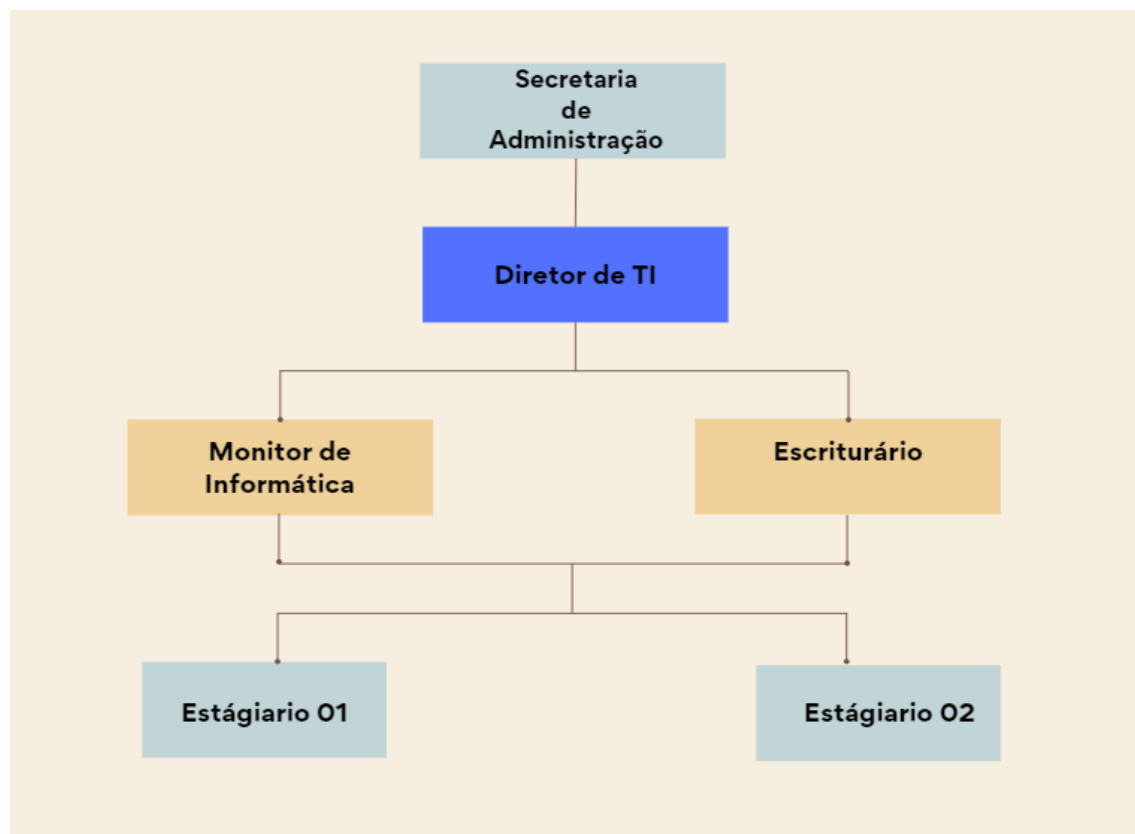 Secretaria
de
Administração
Diretor de TI
Monitor de
Informática
Escriturário
Estágiario 01
Estágiario 02